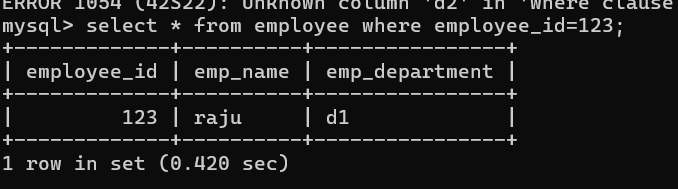 ERROR 1054 (42S22): Unknown column 'd2' in 'where clause
mysql> select * from employee where employee_id=123;
+-------------+----------+----------------+
| employee_id | emp_name | emp_department |
+-------------+----------+----------------+
|         123 | raju     | d1             |
+-------------+----------+----------------+
1 row in set (0.420 sec)